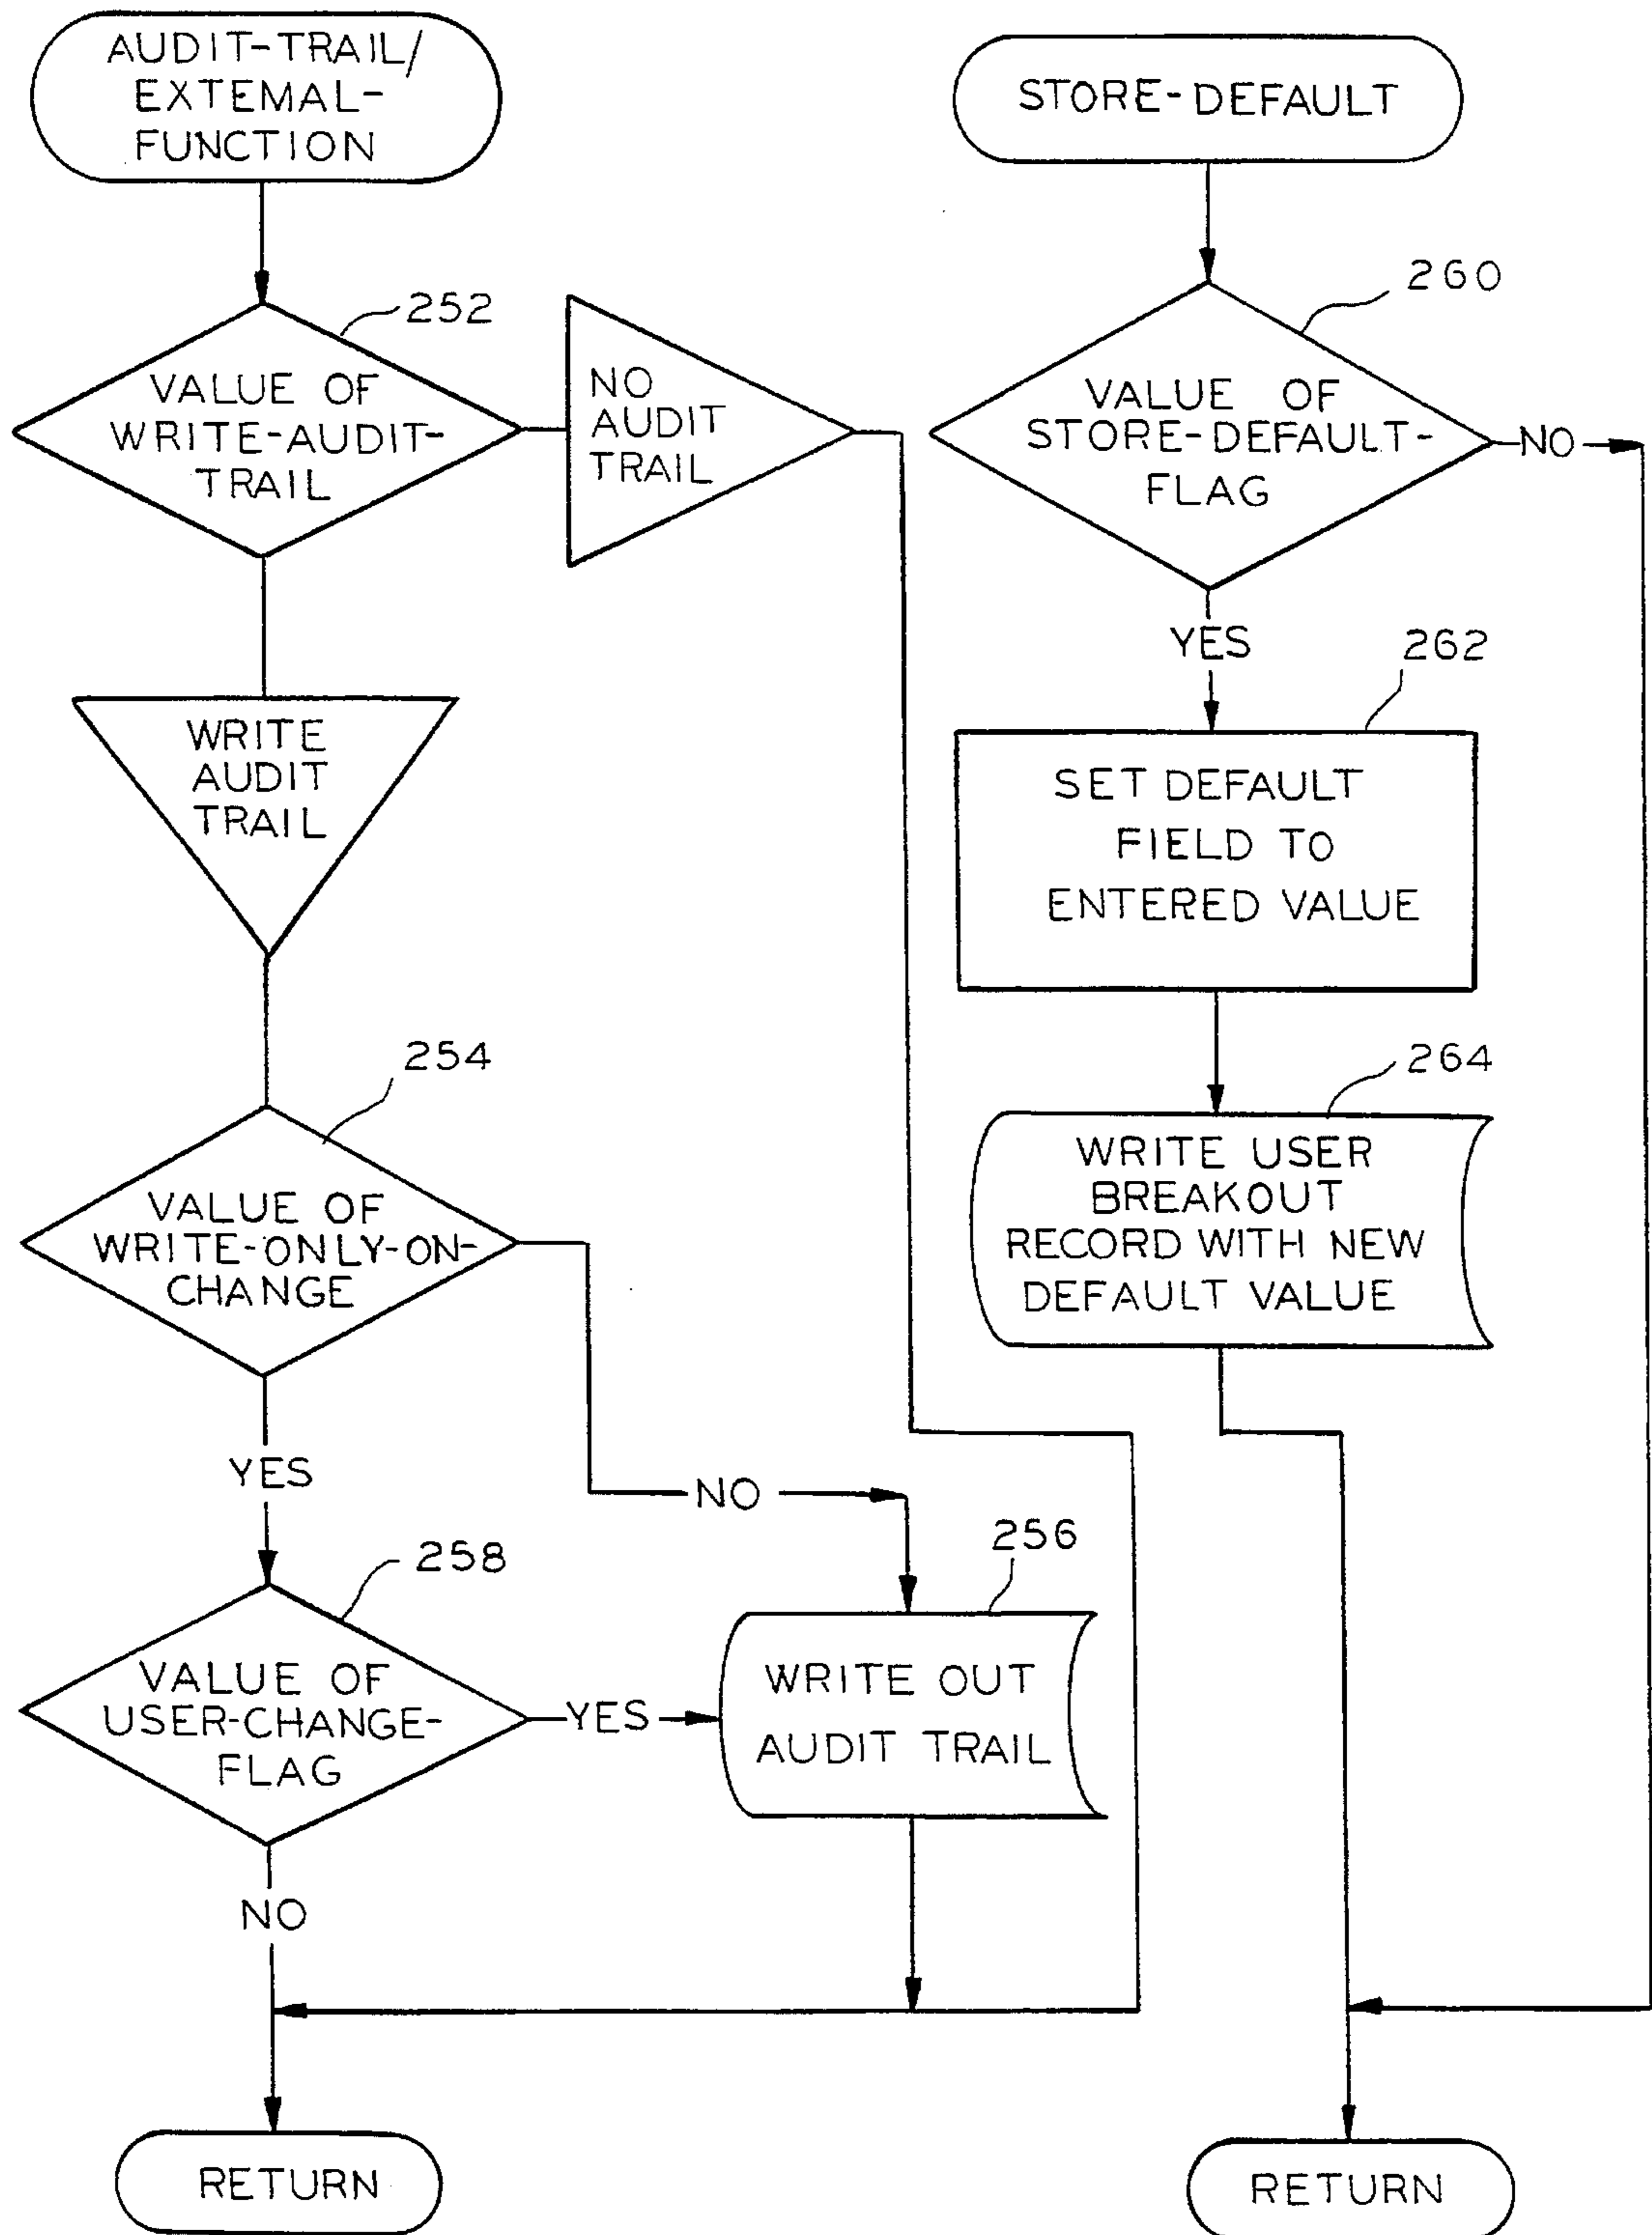 AUDIT-TRAIL/
EXTEMAL-
FUNCTION
252
VALUE OF
WRITE-AUDIT-
TRAIL
NO
AUDIT
TRAIL
WRITE
AUDIT
TRAIL
254
VALUE OF
WRITE-ONLY-ON-
CHANGE
YES
NO
258
VALUE OF
USER-CHANGE-
FLAG
YES
256
WRITE OUT
AUDIT TRAIL
NO
RETURN
STORE-DEFAULT
260
VALUE OF
STORE-DEFAULT-
FLAG
NO
YES
262
SET DEFAULT
FIELD TO
ENTERED VALUE
264
WRITE USER
BREAKOUT
RECORD WITH NEW
DEFAULT VALUE
RETURN